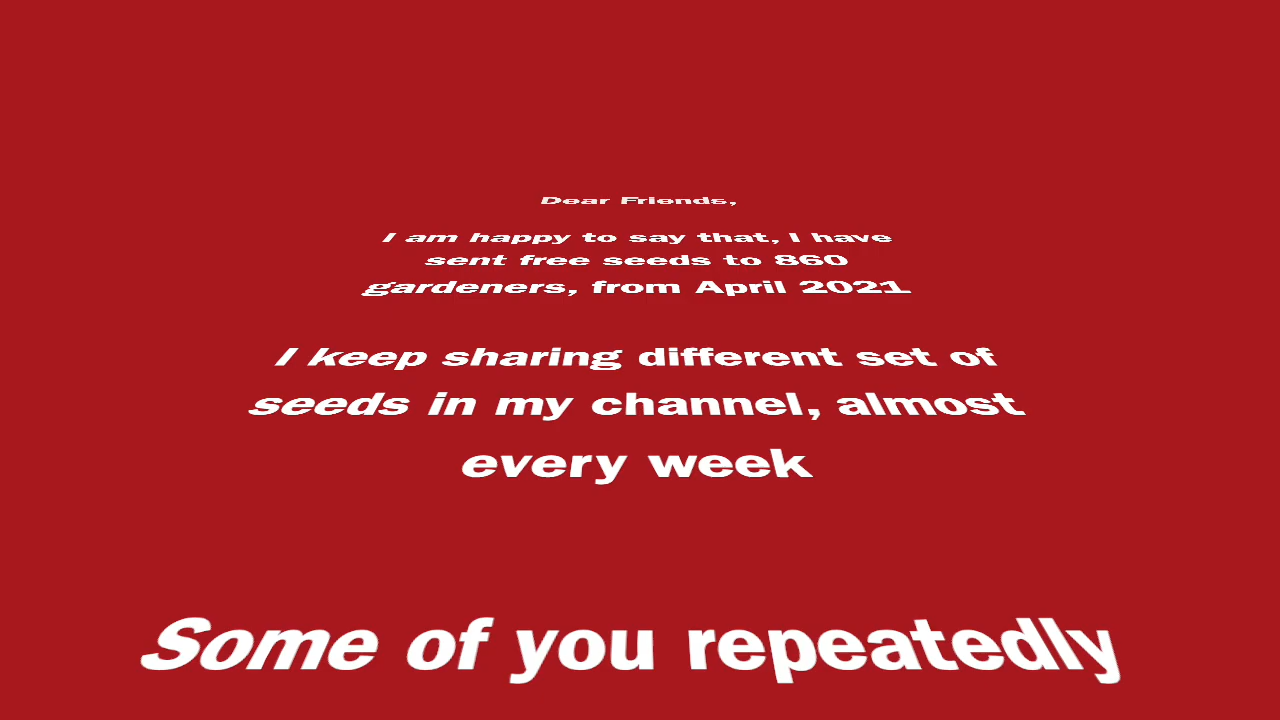 Dear Friends,
I am happy to say that, I have
sent free seeds to 860
gardeners, from April 2021
I keep sharing different set of
seeds in my channel, almost
every week
Some of you repeatedly